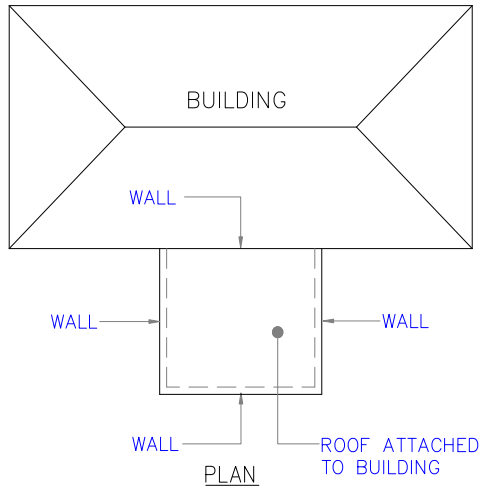 BUILDING
WALL
WALL
WALL
WALL
ROOF ATTACHED
TO BUILDING
PLAN